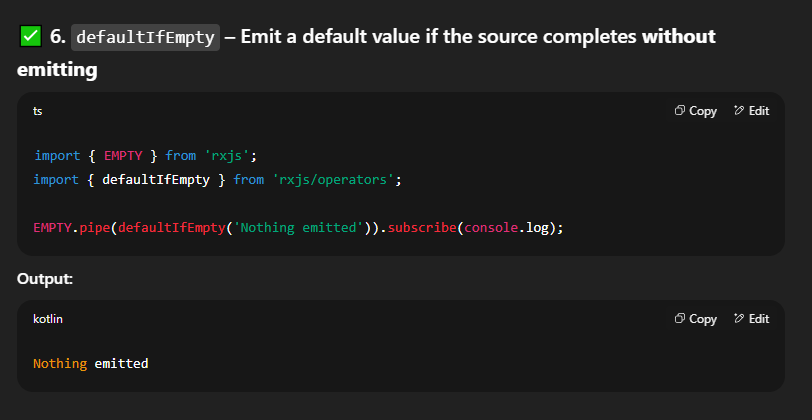 ✅ 6. defaultIfEmpty – Emit a default value if the source completes without
emitting
ts Copy Edit
import { EMPTY } from 'rxjs';
import { defaultIfEmpty } from 'rxjs/operators';
EMPTY.pipe(defaultIfEmpty('Nothing emitted')).subscribe(console.log);
Output:
kotlin Copy Edit
Nothing emitted